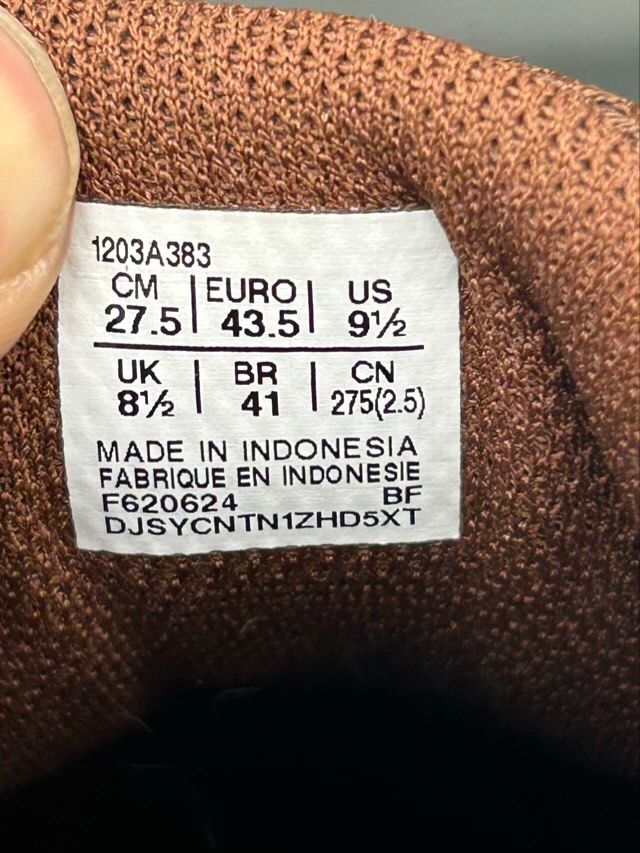 1203A383
CM | EURO | US
27.5 | 43.5 | 9½
UK | BR | CN
8½ | 41 | 275(2.5)
MADE IN INDONESIA
FABRIQUE EN INDONESIE
F620624 BF
DJSYCNTN1ZHD5XT